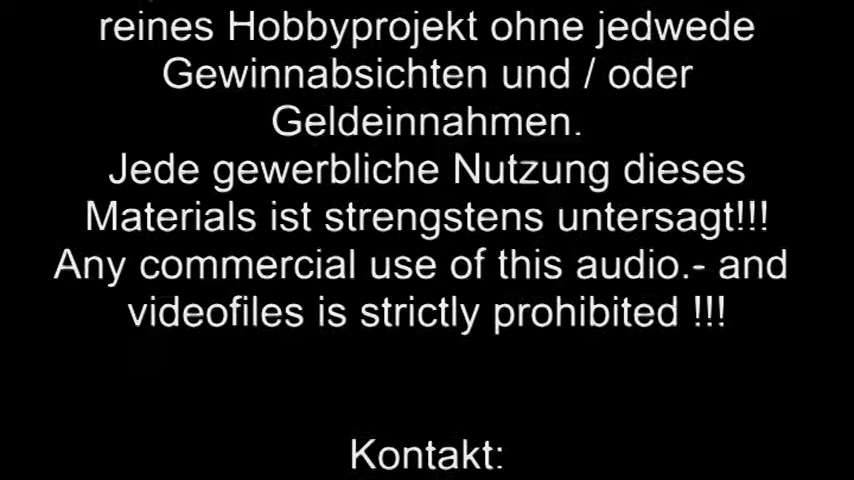 reines Hobbyprojekt ohne jedwede
Gewinnabsichten und / oder
Geldeinnahmen.
Jede gewerbliche Nutzung dieses
Materials ist strengstens untersagt!!!
Any commercial use of this audio.- and
videofiles is strictly prohibited !!!
Kontakt: